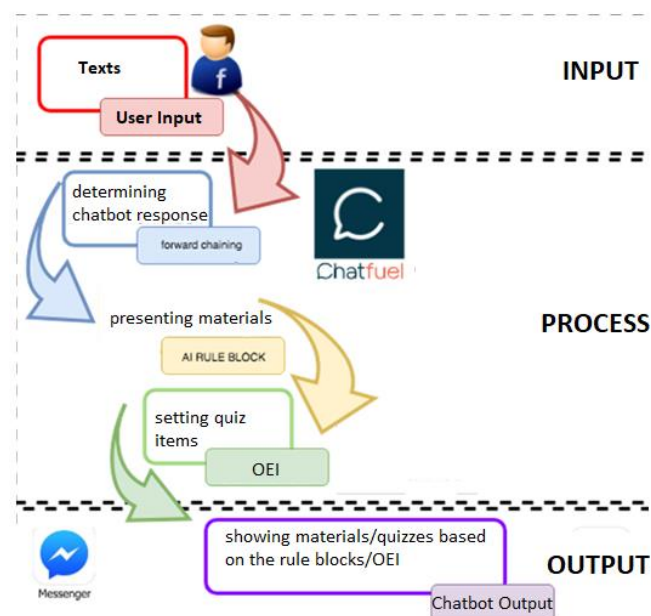 Texts
INPUT
User Input
determining
chatbot response
forward chaining
Chatfuel
presenting materials
PROCESS
AI RULE BLOCK
setting quiz
items
OEI
showing materials/quizzes based
on the rule blocks/OEI
OUTPUT
Messenger
Chatbot Output